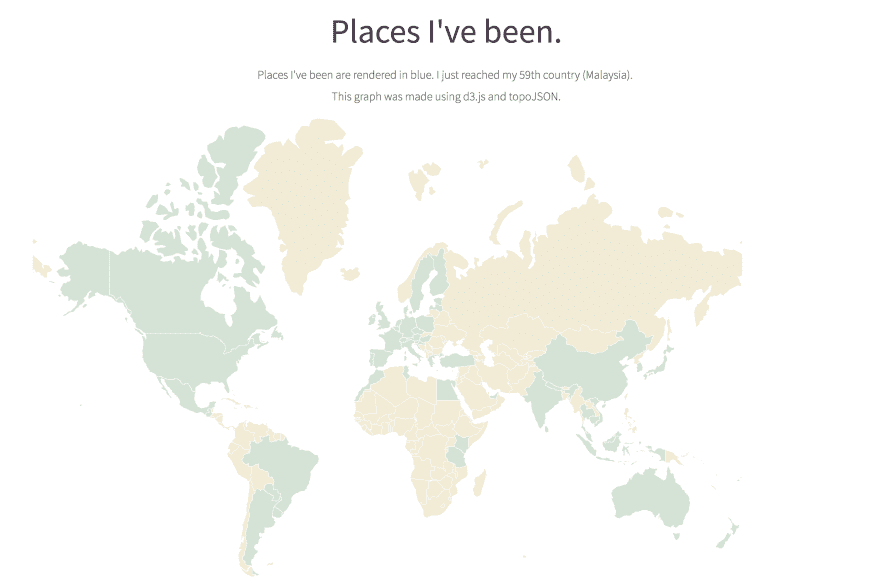 Places I've been.
Places I've been are rendered in blue. I just reached my 59th country (Malaysia).
This graph was made using d3.js and topoJSON.